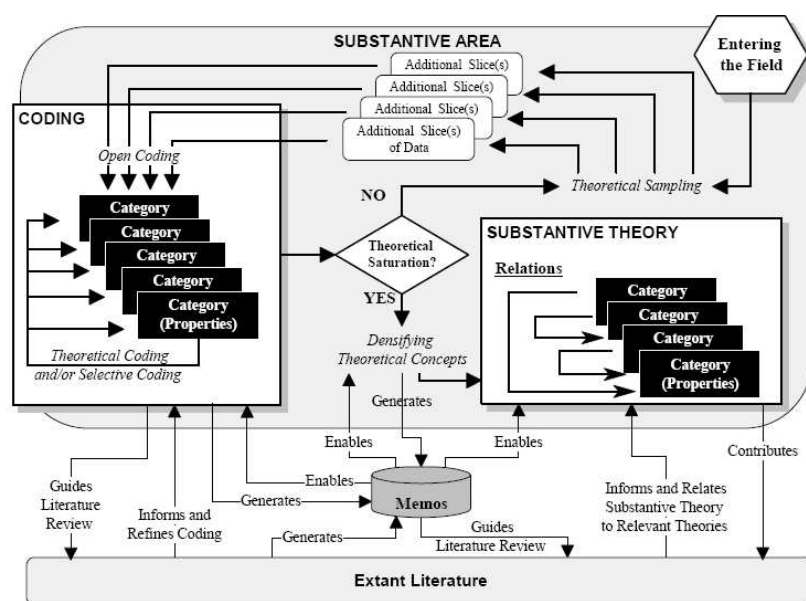 SUBSTANTIVE AREA
Entering
the Field
Additional Slice(s)
Additional Slice(s)
Additional Slice(s)
Additional Slice(s)
of Data
CODING
Open Coding
Theoretical Sampling
NO
Category
Category
Category
Category
Category
(Properties)
Theoretical Coding
and/or Selective Coding
Theoretical
Saturation?
YES
Densifying
Theoretical Concepts
SUBSTANTIVE THEORY
Relations
Category
Category
Category
Category
(Properties)
Generates
Enables
Enables
Contributes
Guides
Literature
Review
Informs and
Refines Coding
Enables
Generates
Memos
Generates
Guides
Literature Review
Informs and Relates
Substantive Theory
to Relevant Theories
Extant Literature